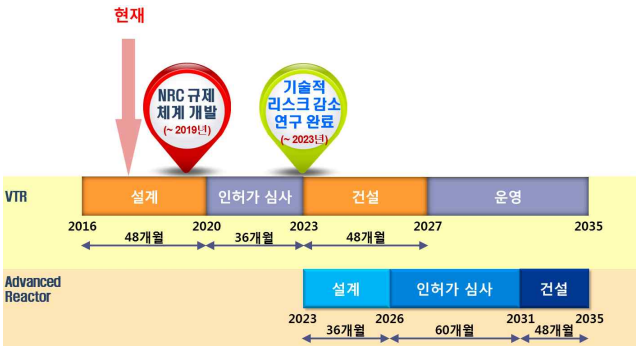 현재
NRC 규제
체계 개발
(~ 2019년)
기술적
리스크 감소
연구 완료
(~ 2023년)
VTR
설계
인허가 심사
건설
운영
2016
2020
2023
2027
2035
48개월
36개월
48개월
Advanced
Reactor
설계
인허가 심사
건설
2023
2026
2031
2035
36개월
60개월
48개월